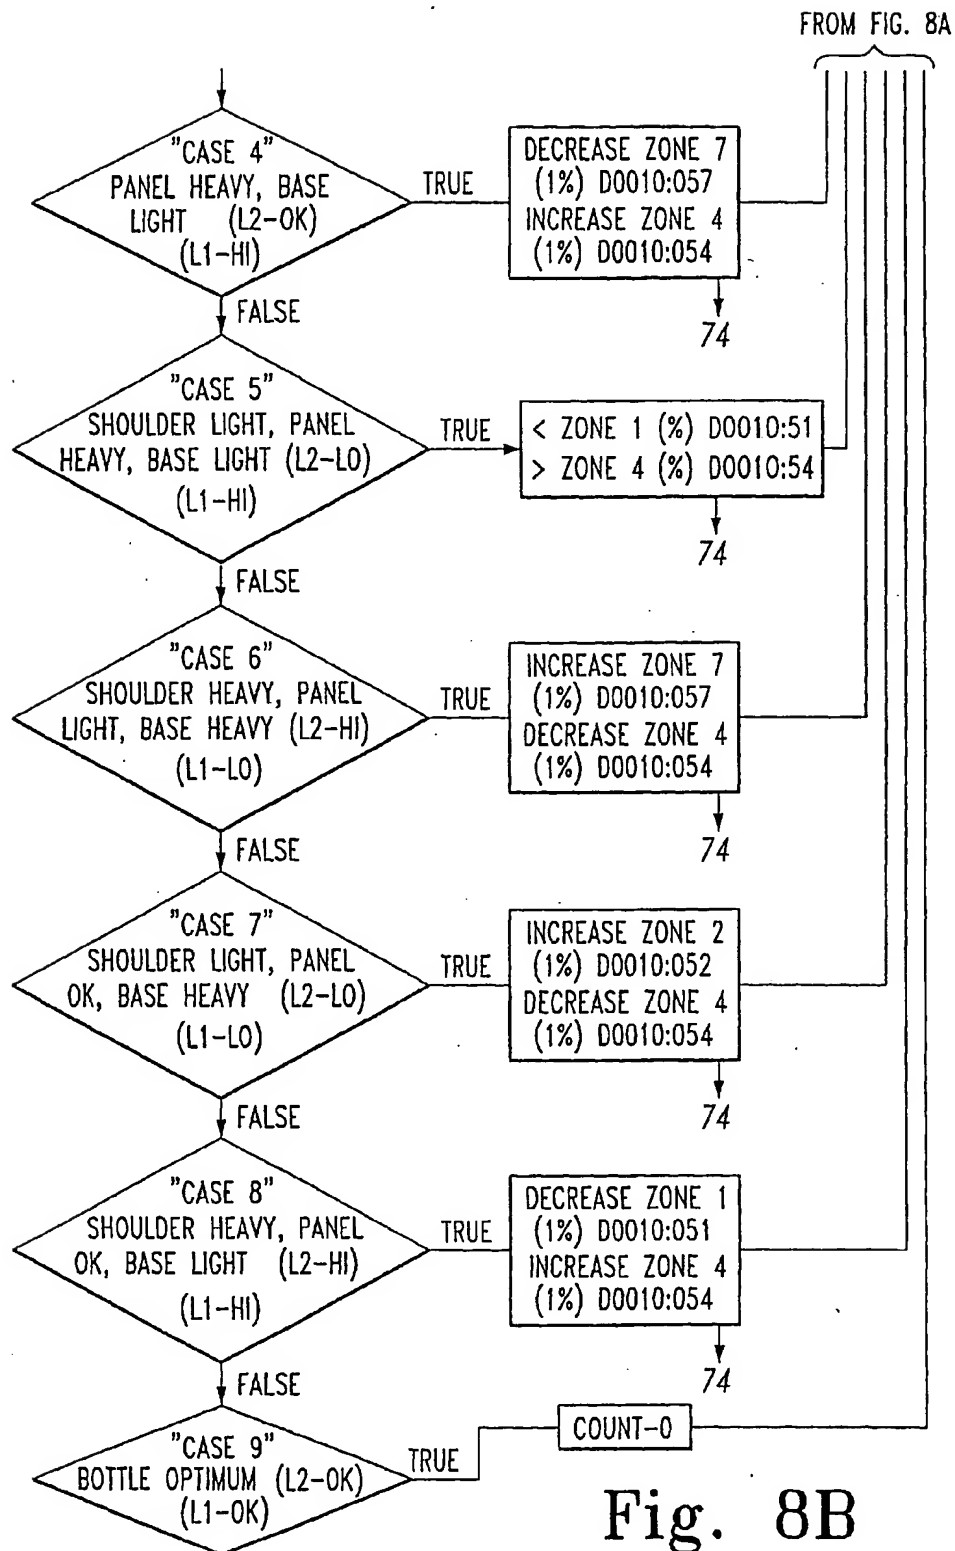 FROM FIG. 8A
"CASE 4"
PANEL HEAVY, BASE
LIGHT (L2-OK)
(L1-HI)
TRUE
DECREASE ZONE 7
(1%) D0010:057
INCREASE ZONE 4
(1%) D0010:054
74
FALSE
"CASE 5"
SHOULDER LIGHT, PANEL
HEAVY, BASE LIGHT (L2-LO)
(L1-HI)
TRUE
< ZONE 1 (%) D0010:51
> ZONE 4 (%) D0010:54
74
FALSE
"CASE 6"
SHOULDER HEAVY, PANEL
LIGHT, BASE HEAVY (L2-HI)
(L1-LO)
TRUE
INCREASE ZONE 7
(1%) D0010:057
DECREASE ZONE 4
(1%) D0010:054
74
FALSE
"CASE 7"
SHOULDER LIGHT, PANEL
OK, BASE HEAVY (L2-LO)
(L1-LO)
TRUE
INCREASE ZONE 2
(1%) D0010:052
DECREASE ZONE 4
(1%) D0010:054
74
FALSE
"CASE 8"
SHOULDER HEAVY, PANEL
OK, BASE LIGHT (L2-HI)
(L1-HI)
TRUE
DECREASE ZONE 1
(1%) D0010:051
INCREASE ZONE 4
(1%) D0010:054
74
FALSE
"CASE 9"
BOTTLE OPTIMUM (L2-OK)
(L1-OK)
TRUE
COUNT-0
Fig. 8B